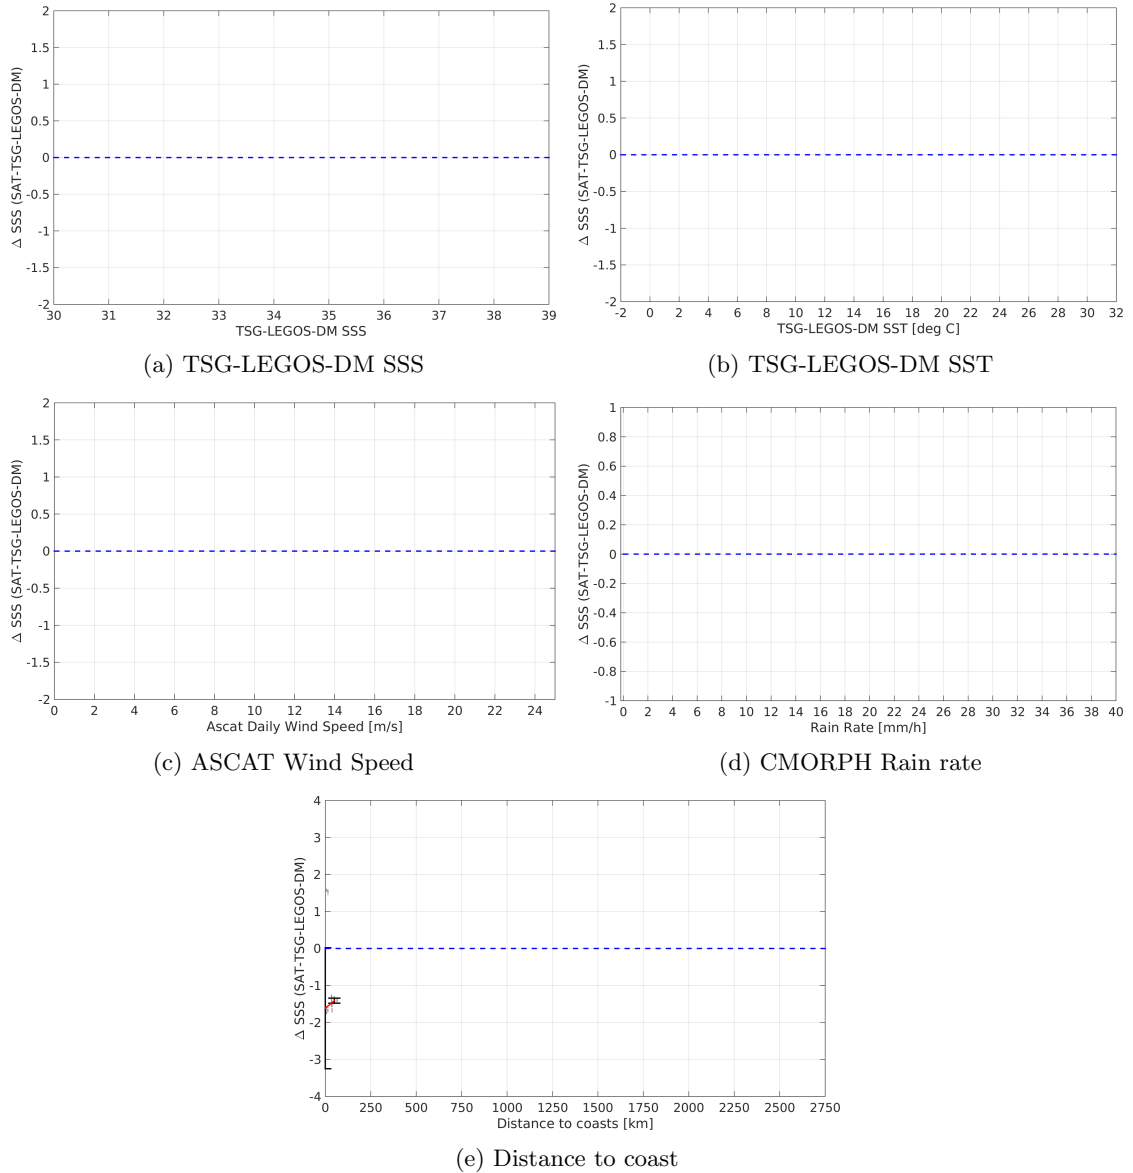 2
1.5
1
0.5
0
-0.5
-1
-1.5
-2
30 31 32 33 34 35 36 37 38 39
Δ SSS (SAT-TSG-LEGOS-DM)
TSG-LEGOS-DM SSS
(a) TSG-LEGOS-DM SSS
2
1.5
1
0.5
0
-0.5
-1
-1.5
-2
-2 0 2 4 6 8 10 12 14 16 18 20 22 24 26 28 30 32
Δ SSS (SAT-TSG-LEGOS-DM)
TSG-LEGOS-DM SST [deg C]
(b) TSG-LEGOS-DM SST
2
1.5
1
0.5
0
-0.5
-1
-1.5
-2
0 2 4 6 8 10 12 14 16 18 20 22 24
Δ SSS (SAT-TSG-LEGOS-DM)
Ascat Daily Wind Speed [m/s]
(c) ASCAT Wind Speed
1
0.8
0.6
0.4
0.2
0
-0.2
-0.4
-0.6
-0.8
-1
0 2 4 6 8 10 12 14 16 18 20 22 24 26 28 30 32 34 36 38 40
Δ SSS (SAT-TSG-LEGOS-DM)
Rain Rate [mm/h]
(d) CMORPH Rain rate
4
3
2
1
0
-1
-2
-3
-4
0 250 500 750 1000 1250 1500 1750 2000 2250 2500 2750
Δ SSS (SAT-TSG-LEGOS-DM)
Distance to coasts [km]
(e) Distance to coast